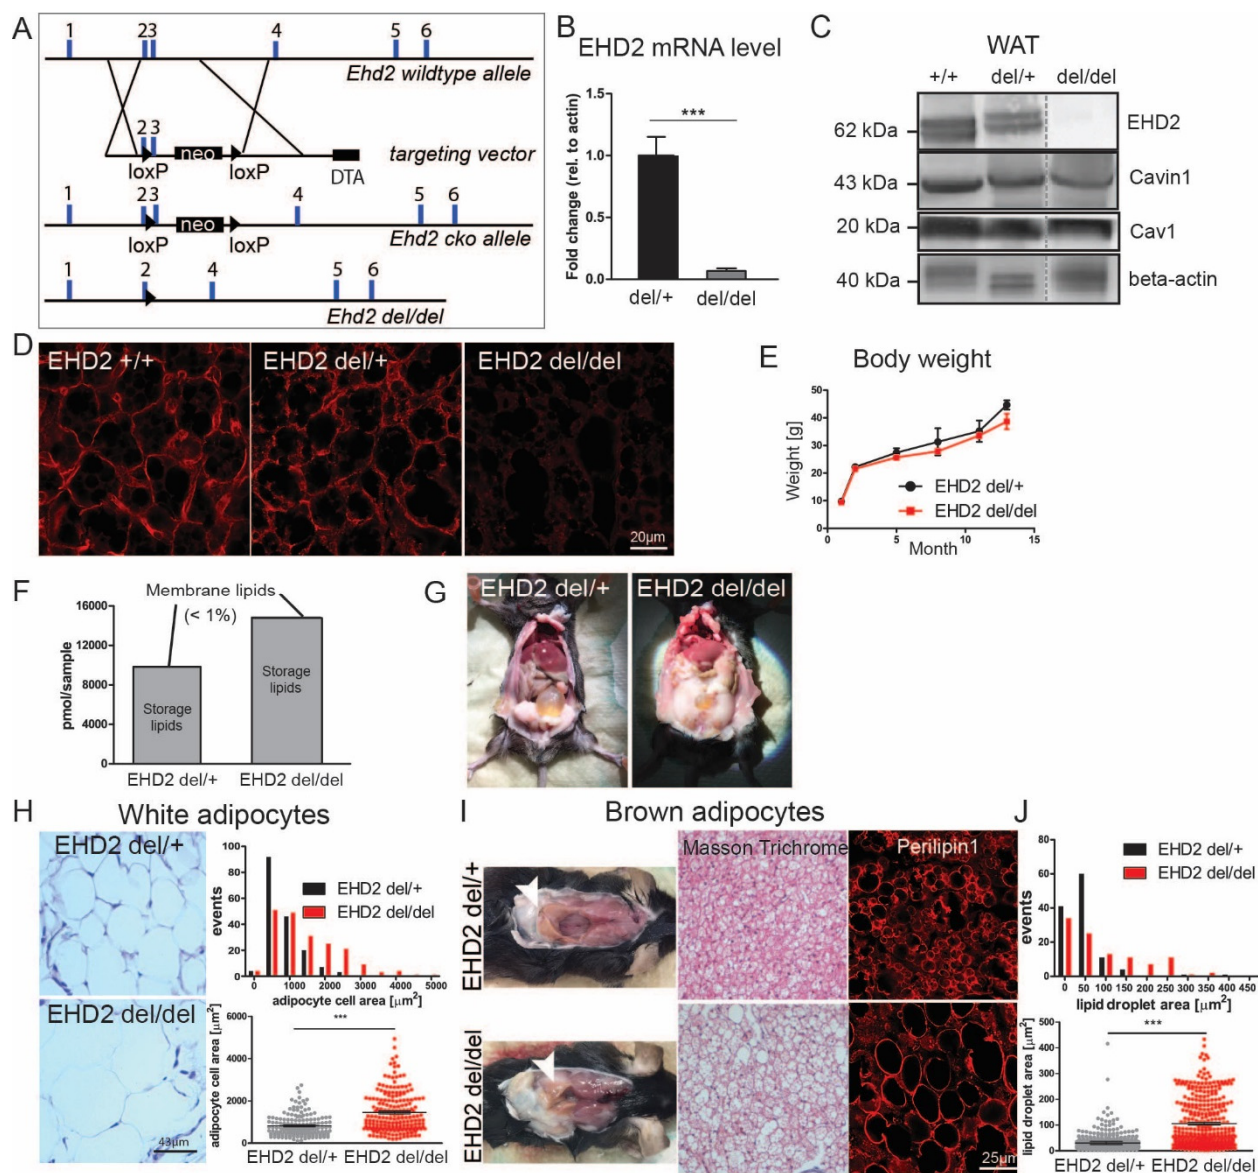 A
1 23 4 5 6
Ehd2 wildtype allele
23
neo
loxP loxP
DTA
targeting vector
1 23 4 5 6
neo
loxP loxP
Ehd2 cko allele
1 2 4 5 6
Ehd2 del/del
B
EHD2 mRNA level
Fold change (rel. to actin)
1.5
1.0
0.5
0.0
***
del/+ del/del
C
WAT
+/+ del/+ del/del
62 kDa EHD2
43 kDa Cavin1
20 kDa Cav1
40 kDa beta-actin
D
EHD2 +/+ EHD2 del/+ EHD2 del/del
20µm
E
Body weight
Weight [g]
50
40
30
20
10
0
EHD2 del/+
EHD2 del/del
0 5 10 15
Month
F
Membrane lipids
(< 1%)
pmol/sample
16000
12000
8000
4000
0
Storage
lipids
Storage
lipids
EHD2 del/+ EHD2 del/del
G
EHD2 del/+ EHD2 del/del
H
White adipocytes
EHD2 del/+
EHD2 del/del
43µm
events
100
80
60
40
20
0
EHD2 del/+
EHD2 del/del
0 1000 2000 3000 4000 5000
adipocyte cell area [µm²]
adipocyte cell area [µm²]
6000
4000
2000
0
***
EHD2 del/+ EHD2 del/del
I
Brown adipocytes
EHD2 del/+
EHD2 del/del
Masson Trichrome
Perilipin1
25µm
J
events
80
60
40
20
0
EHD2 del/+
EHD2 del/del
0 50 100 150 200 250 300 350 400 450
lipid droplet area [µm²]
lipid droplet area [µm²]
500
400
300
200
100
0
***
EHD2 del/+ EHD2 del/del